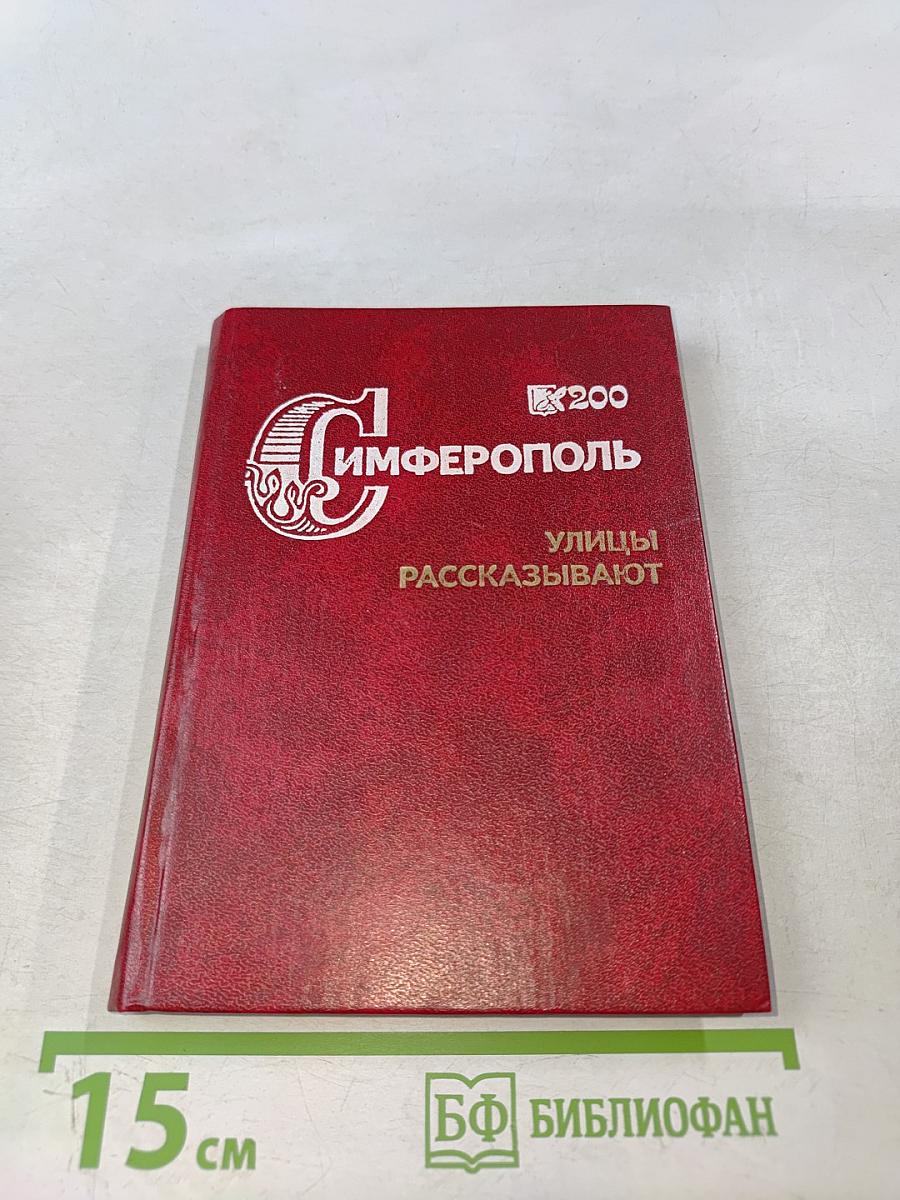 200
СИМФЕРОПОЛЬ
УЛИЦЫ
РАССКАЗЫВАЮТ
15 см
БФ БИБЛИОФАН